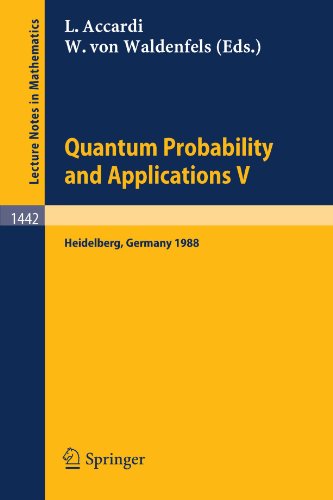 L. Accardi
W. von Waldenfels (Eds.)
Lecture Notes in Mathematics
1442
Quantum Probability
and Applications V
Heidelberg, Germany 1988
Springer